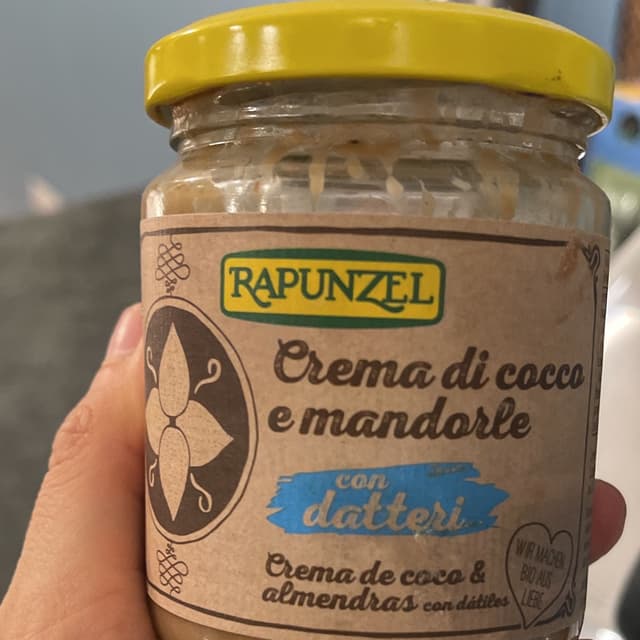 RAPUNZEL
Crema di cocco
e mandorle
con
datteri
Crema de coco &
almendras con dátiles
WIR MACHEN
BIO AUS
LIEBE